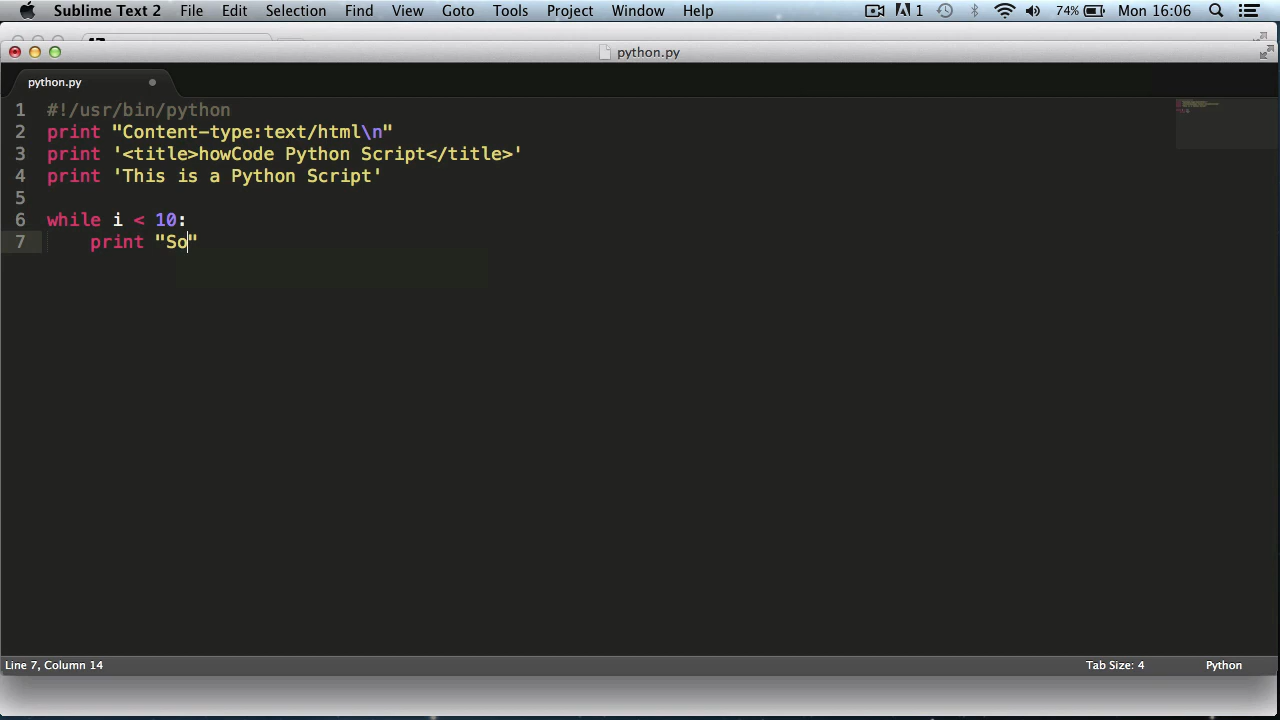 Sublime Text 2 File Edit Selection Find View Goto Tools Project Window Help 1 74% Mon 16:06
python.py
python.py
1 #!/usr/bin/python
2 print "Content-type:text/html\n"
3 print '<title>howCode Python Script</title>'
4 print 'This is a Python Script'
5
6 while i < 10:
7 print "So"
Line 7, Column 14 Tab Size: 4 Python